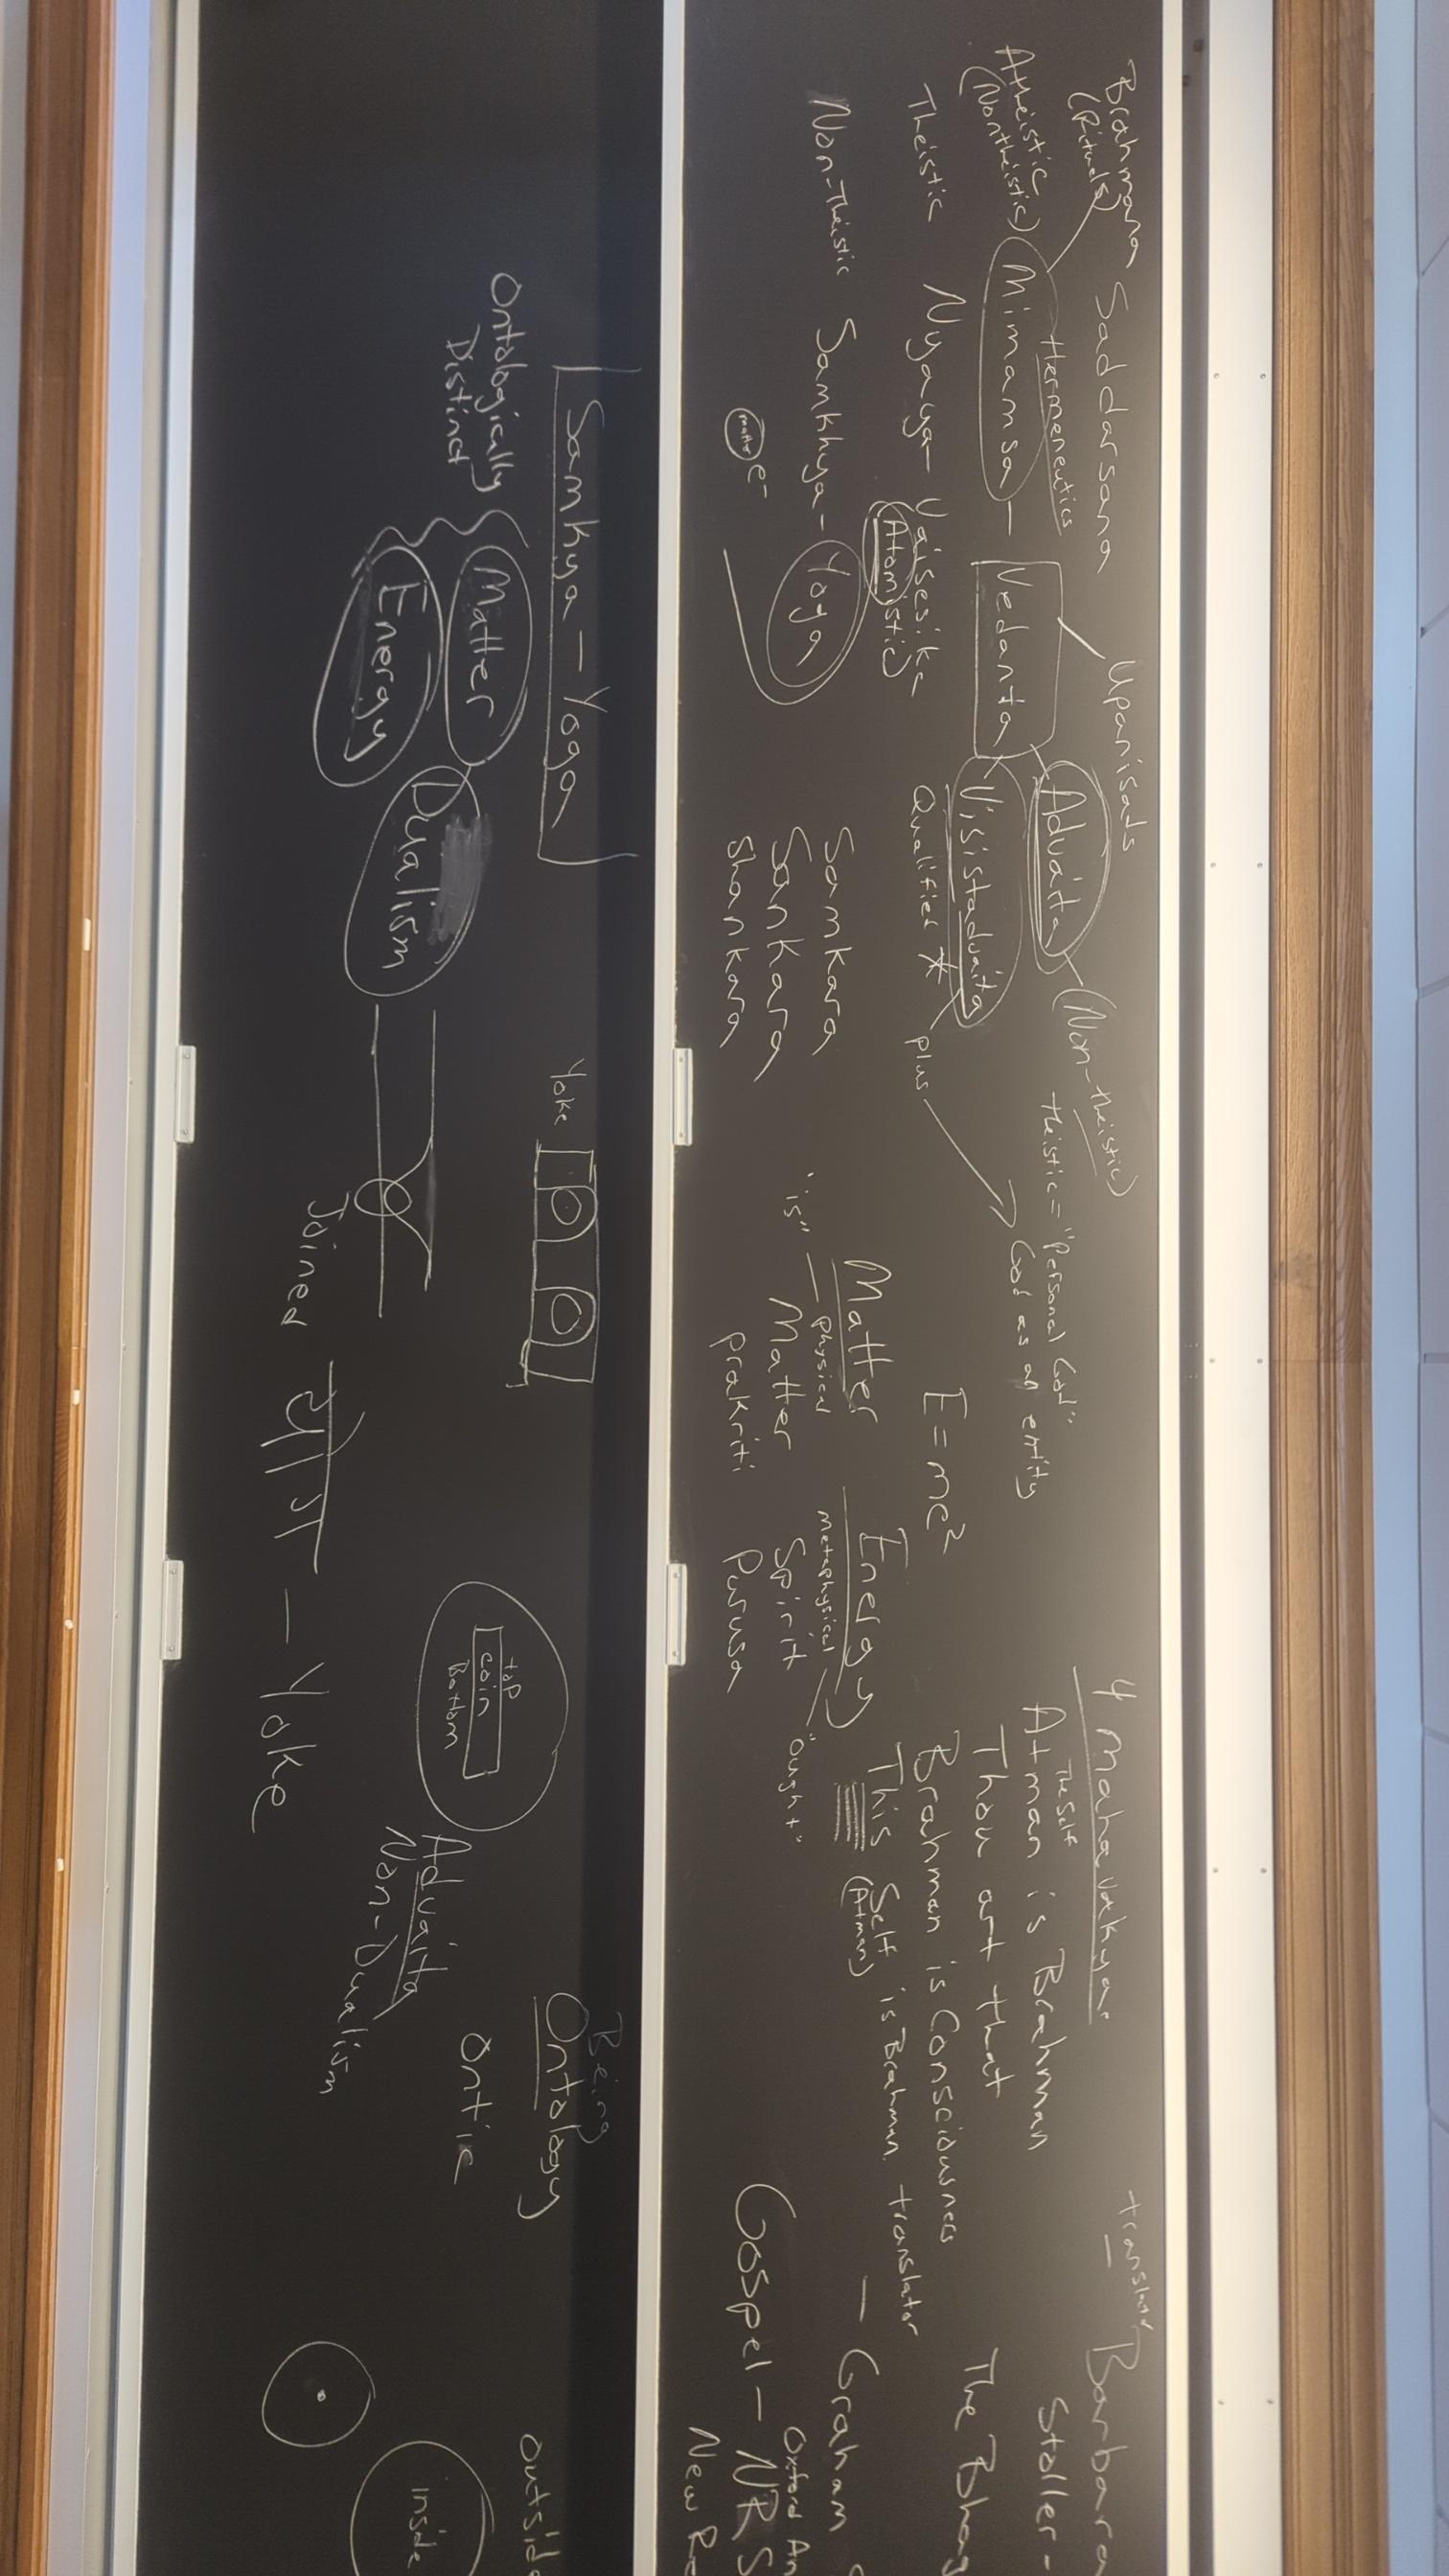 Brahmana
(Rituals)
Saddarsana
Upanisads
Hermeneutics
Atheistic
(Nontheistic)
Mimamsa — Vedanta
Advaita
(Non-theistic)
Visistadvaita
Qualified *
plus
theistic = "Personal God"
God as an entity
Theistic Nyaya - Vaisesika
(Atomistic)
Non-Theistic Samkhya - Yoga
matter e-
Samkara
Sankara
Shankara
E = mc²
Matter Energy
physical metaphysical
"is" "ought"
Matter Spirit
prakriti Purusa
4 Mahavakya
The Self
Atman is Brahman
Thou art that
Brahman is Consciousness
This Self is Brahman
(Atman)
translator
— Barbara
Stoller-
The Bhag
translator
— Graham
Oxford An
Gospel — NRS
New Re
Samkya — Yoga
Ontologically
Distinct
Matter
Energy
Dualism
Yoke
Joined
योग — Yoke
top
coin
Bottom
Advaita
Non-Dualism
Being
Ontology
Ontic
outside
inside